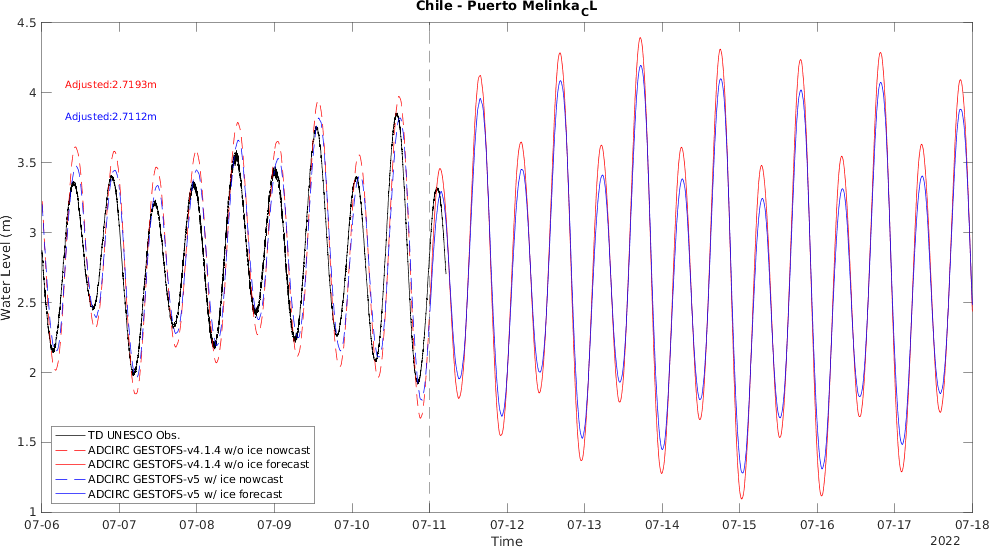 Chile - Puerto MelinkaCL
4.5
4
3.5
3
2.5
2
1.5
1
Water Level (m)
Adjusted:2.7193m
Adjusted:2.7112m
TD UNESCO Obs.
ADCIRC GESTOFS-v4.1.4 w/o ice nowcast
ADCIRC GESTOFS-v4.1.4 w/o ice forecast
ADCIRC GESTOFS-v5 w/ ice nowcast
ADCIRC GESTOFS-v5 w/ ice forecast
07-06 07-07 07-08 07-09 07-10 07-11 07-12 07-13 07-14 07-15 07-16 07-17 07-18
Time
2022